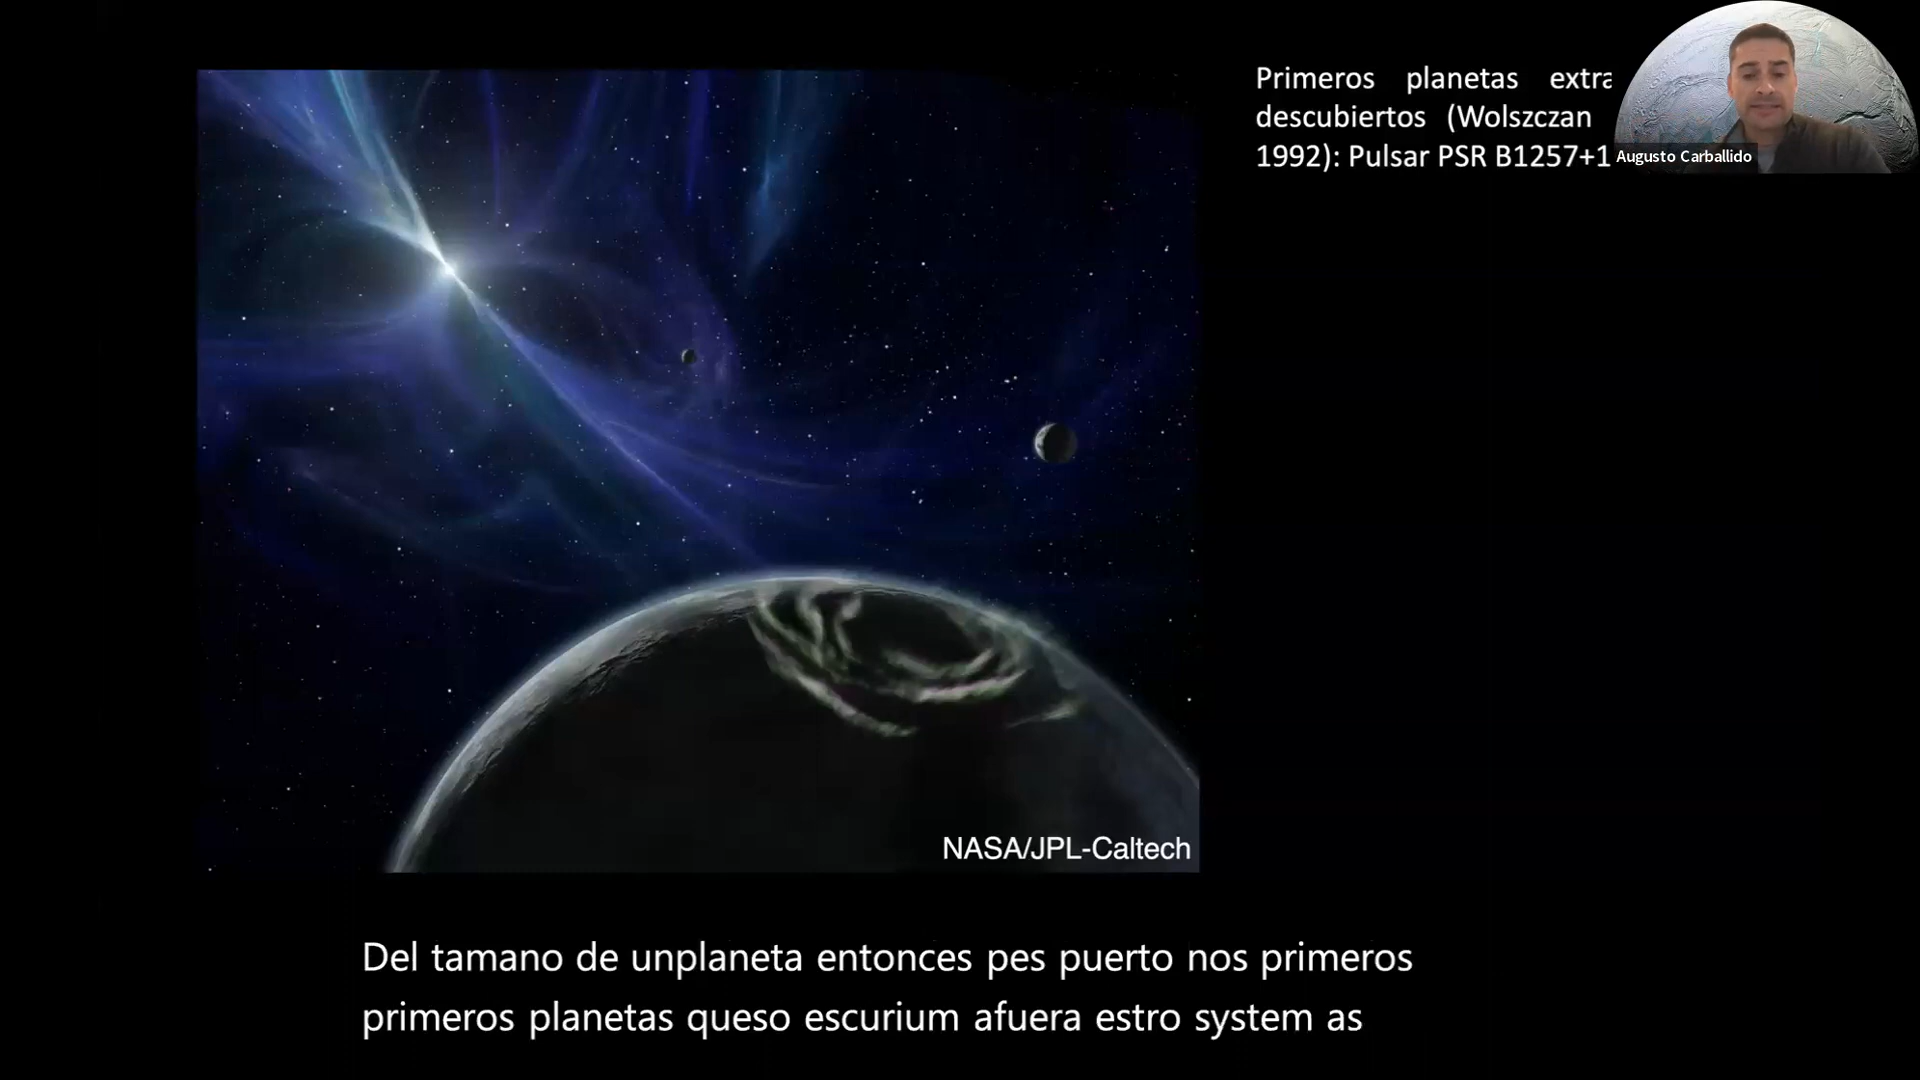 Primeros planetas extra
descubiertos (Wolszczan
1992): Pulsar PSR B1257+1
Augusto Carballido
NASA/JPL-Caltech
Del tamano de unplaneta entonces pes puerto nos primeros
primeros planetas queso escurium afuera estro system as